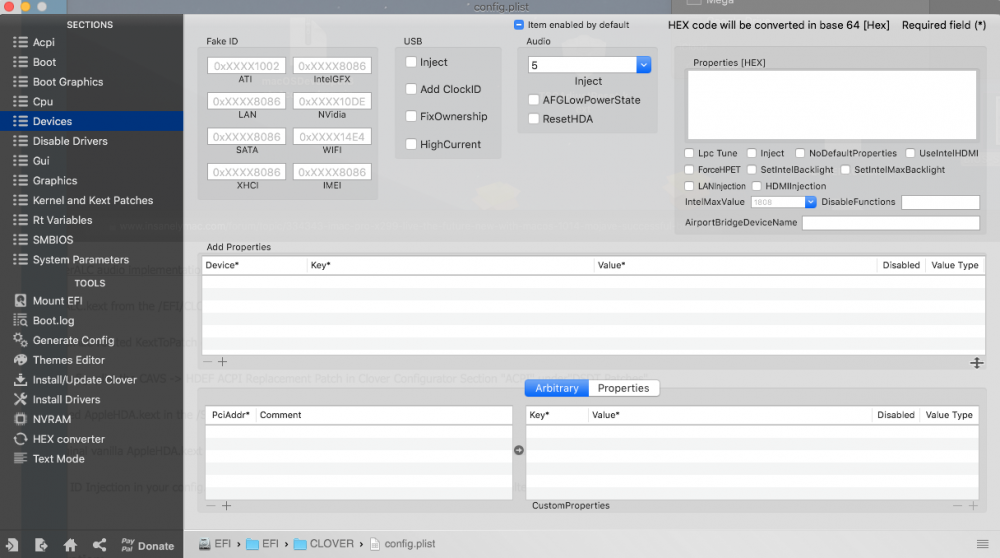 config.plist
Mega
SECTIONS
Acpi
Boot
Boot Graphics
Cpu
Devices
Disable Drivers
Gui
Graphics
Kernel and Kext Patches
Rt Variables
SMBIOS
System Parameters
TOOLS
Mount EFI
Boot.log
Generate Config
Themes Editor
Install/Update Clover
Install Drivers
NVRAM
HEX converter
Text Mode
PayPal Donate
Item enabled by default
HEX code will be converted in base 64 [Hex] Required field (*)
Fake ID
0xXXXX1002 0xXXXX8086
ATI IntelGFX
0xXXXX8086 0xXXXX10DE
LAN NVidia
0xXXXX8086 0xXXXX14E4
SATA WIFI
0xXXXX8086 0xXXXX8086
XHCI IMEI
USB
Inject
Add ClockID
FixOwnership
HighCurrent
Audio
5
Inject
AFGLowPowerState
ResetHDA
Properties [HEX]
Lpc Tune Inject NoDefaultProperties UseIntelHDMI
ForceHPET SetIntelBacklight SetIntelMaxBacklight
LANInjection HDMIInjection
IntelMaxValue 1808 DisableFunctions
AirportBridgeDeviceName
Add Properties
Device* Key* Value* Disabled Value Type
Arbitrary Properties
PciAddr* Comment
Key* Value* Disabled Value Type
CustomProperties
EFI › EFI › CLOVER › config.plist